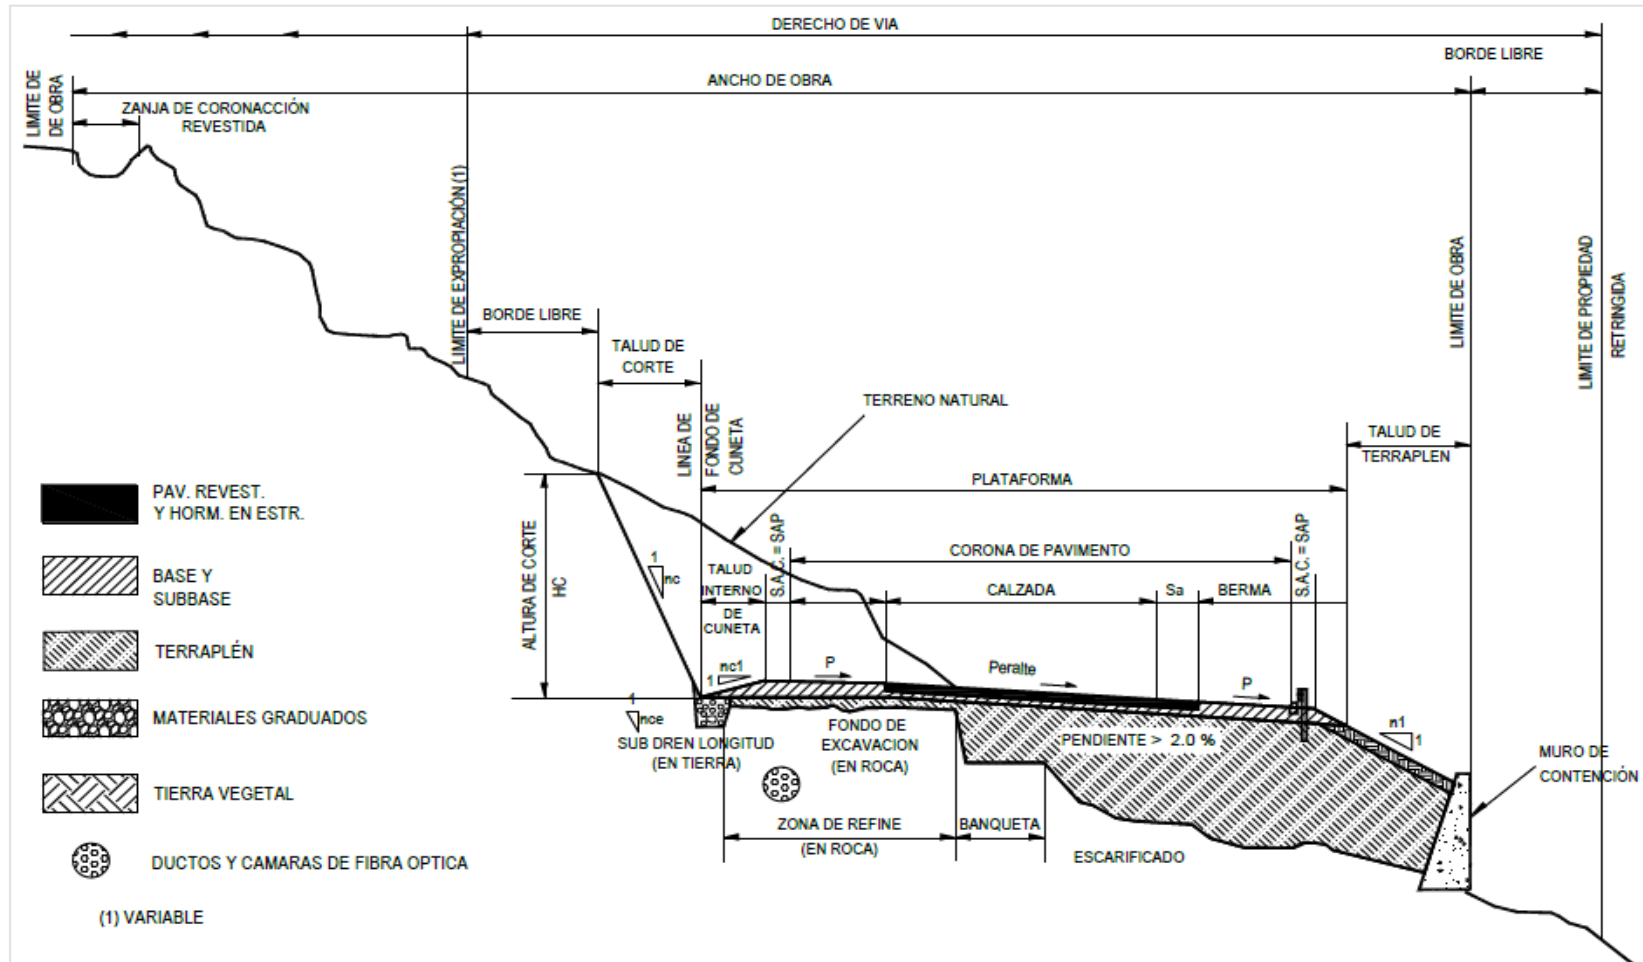 DERECHO DE VIA
BORDE LIBRE
ANCHO DE OBRA
LIMITE DE
DE OBRA
ZANJA DE CORONACCIÓN
REVESTIDA
LIMITE DE EXPROPIACIÓN (1)
BORDE LIBRE
TALUD DE
CORTE
LINEA DE
FONDO DE
CUNETA
TERRENO NATURAL
LIMITE DE OBRA
LIMITE DE PROPIEDAD
RETRINGIDA
TALUD DE
TERRAPLEN
PLATAFORMA
S.A.C. = SAP
CORONA DE PAVIMENTO
S.A.C. = SAP
ALTURA DE CORTE
HC
1
nc
TALUD
INTERNO
DE
CUNETA
CALZADA
Sa
BERMA
nc1
1
P
Peralte
P
1
nce
SUB DREN LONGITUD
(EN TIERRA)
FONDO DE
EXCAVACION
(EN ROCA)
PENDIENTE > 2.0 %
n1
1
MURO DE
CONTENCIÓN
ZONA DE REFINE
(EN ROCA)
BANQUETA
ESCARIFICADO
PAV. REVEST.
Y HORM. EN ESTR.
BASE Y
SUBBASE
TERRAPLÉN
MATERIALES GRADUADOS
TIERRA VEGETAL
DUCTOS Y CAMARAS DE FIBRA OPTICA
(1) VARIABLE